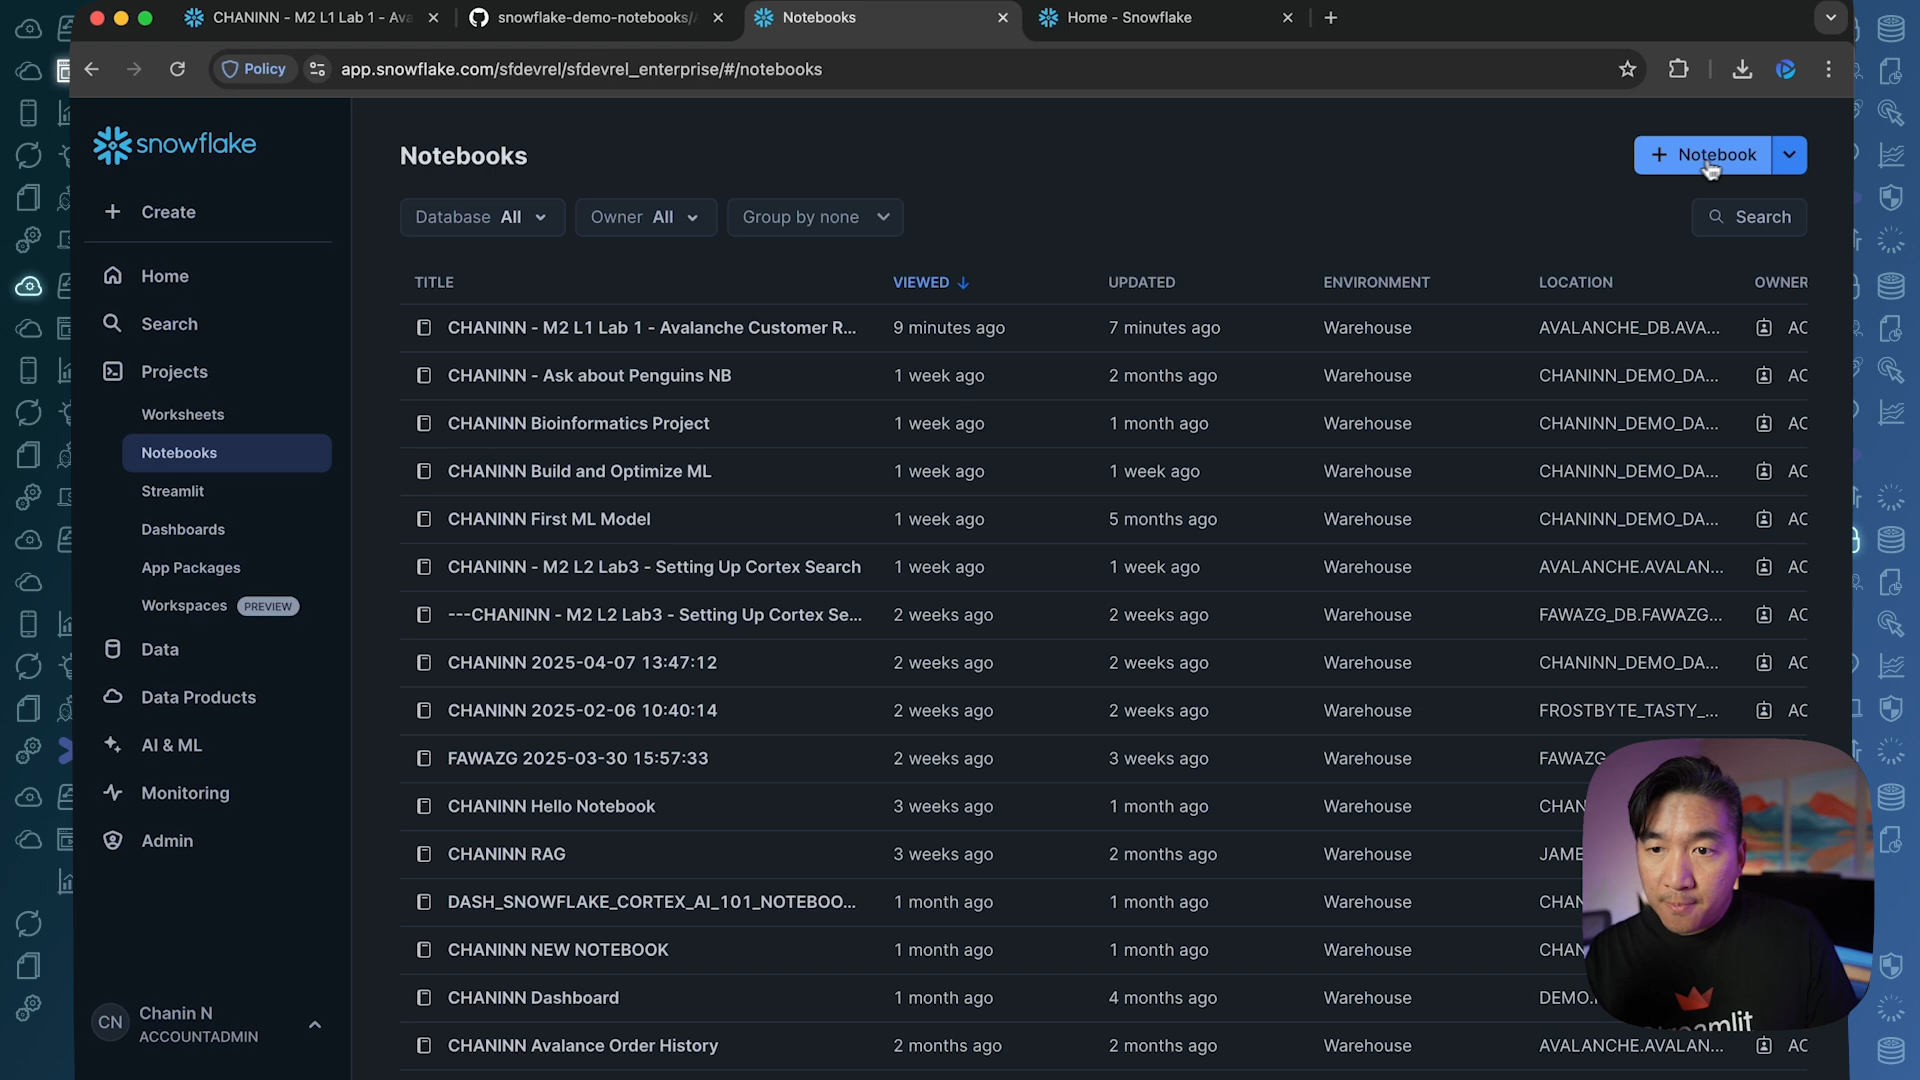 CHANINN - M2 L1 Lab 1 - Ava
snowflake-demo-notebooks/
Notebooks
Home - Snowflake
Policy
app.snowflake.com/sfdevrel/sfdevrel_enterprise/#/notebooks
snowflake
Create
Home
Search
Projects
Worksheets
Notebooks
Streamlit
Dashboards
App Packages
Workspaces PREVIEW
Data
Data Products
AI & ML
Monitoring
Admin
CN
Chanin N
ACCOUNTADMIN
Notebooks
+ Notebook
Database All
Owner All
Group by none
Search
TITLE VIEWED UPDATED ENVIRONMENT LOCATION OWNER
CHANINN - M2 L1 Lab 1 - Avalanche Customer R... 9 minutes ago 7 minutes ago Warehouse AVALANCHE_DB.AVA... AC
CHANINN - Ask about Penguins NB 1 week ago 2 months ago Warehouse CHANINN_DEMO_DA... AC
CHANINN Bioinformatics Project 1 week ago 1 month ago Warehouse CHANINN_DEMO_DA... AC
CHANINN Build and Optimize ML 1 week ago 1 week ago Warehouse CHANINN_DEMO_DA... AC
CHANINN First ML Model 1 week ago 5 months ago Warehouse CHANINN_DEMO_DA... AC
CHANINN - M2 L2 Lab3 - Setting Up Cortex Search 1 week ago 1 week ago Warehouse AVALANCHE.AVALAN... AC
---CHANINN - M2 L2 Lab3 - Setting Up Cortex Se... 2 weeks ago 2 weeks ago Warehouse FAWAZG_DB.FAWAZG... AC
CHANINN 2025-04-07 13:47:12 2 weeks ago 2 weeks ago Warehouse CHANINN_DEMO_DA... AC
CHANINN 2025-02-06 10:40:14 2 weeks ago 2 weeks ago Warehouse FROSTBYTE_TASTY_... AC
FAWAZG 2025-03-30 15:57:33 2 weeks ago 3 weeks ago Warehouse FAWAZG
CHANINN Hello Notebook 3 weeks ago 1 month ago Warehouse CHAN
CHANINN RAG 3 weeks ago 2 months ago Warehouse JAME
DASH_SNOWFLAKE_CORTEX_AI_101_NOTEBOO... 1 month ago 1 month ago Warehouse CHAN
CHANINN NEW NOTEBOOK 1 month ago 1 month ago Warehouse CHAN
CHANINN Dashboard 1 month ago 4 months ago Warehouse DEMO.
CHANINN Avalance Order History 2 months ago 2 months ago Warehouse AVALANCHE.AVALAN... AC
treamlit